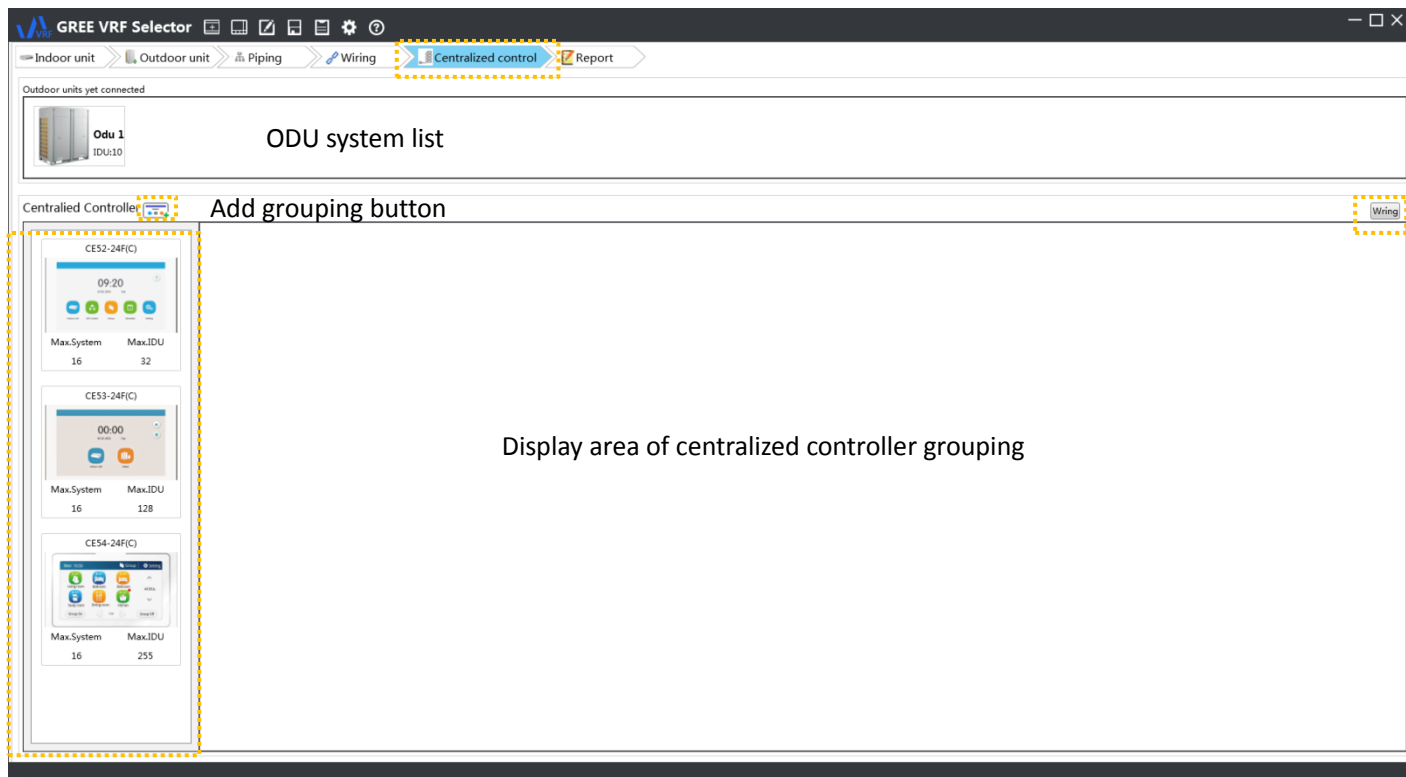 VRF GREE VRF Selector
Indoor unit Outdoor unit Piping Wiring Centralized control Report
Outdoor units yet connected
Odu 1
IDU:10
ODU system list
Centralied Controller Add grouping button Wring
CE52-24F(C)
09:20
Max.System Max.IDU
16 32
CE53-24F(C)
00:00
Max.System Max.IDU
16 128
Display area of centralized controller grouping
CE54-24F(C)
Max.System Max.IDU
16 255